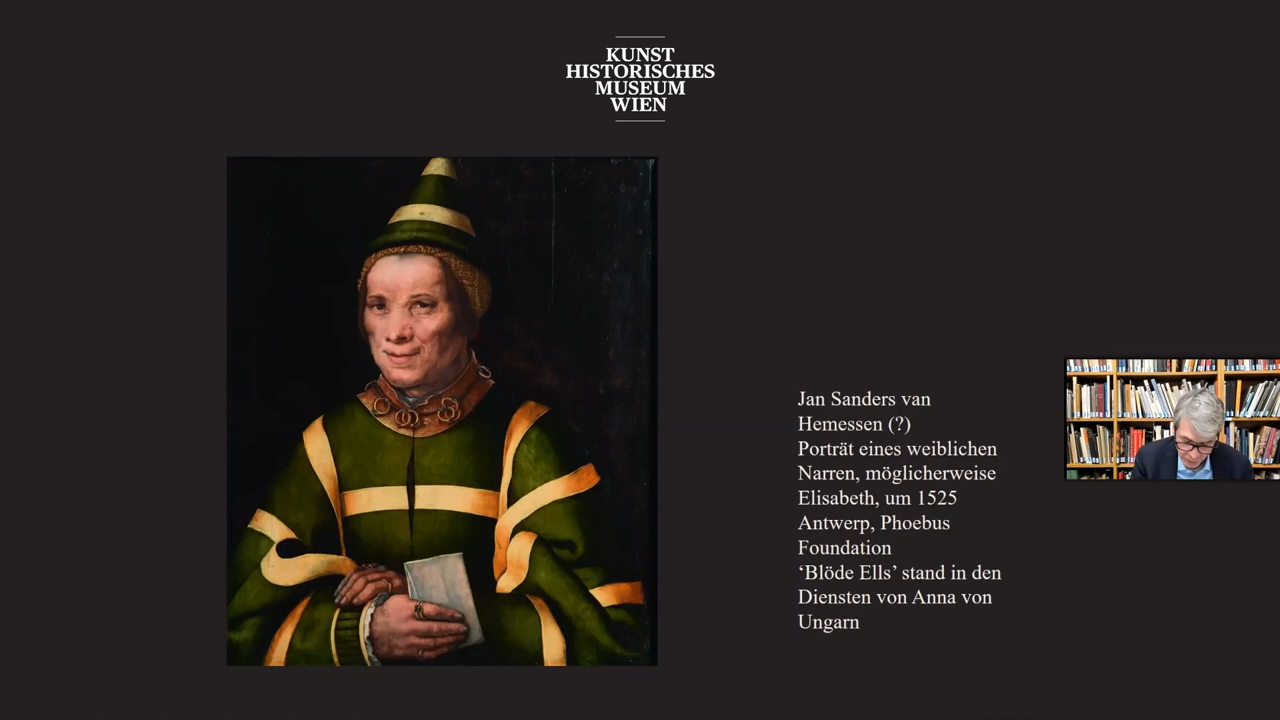 KUNST
HISTORISCHES
MUSEUM
WIEN
Jan Sanders van
Hemessen (?)
Porträt eines weiblichen
Narren, möglicherweise
Elisabeth, um 1525
Antwerp, Phoebus
Foundation
‘Blöde Ells’ stand in den
Diensten von Anna von
Ungarn